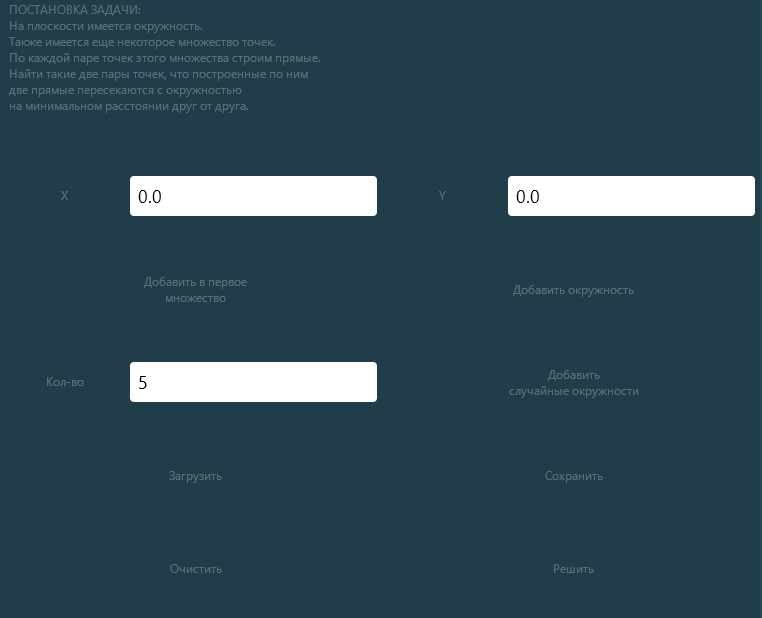 ПОСТАНОВКА ЗАДАЧИ:
На плоскости имеется окружность.
Также имеется еще некоторое множество точек.
По каждой паре точек этого множества строим прямые.
Найти такие две пары точек, что построенные по ним
две прямые пересекаются с окружностью
на минимальном расстоянии друг от друга.
X
0.0
Y
0.0
Добавить в первое
множество
Добавить окружность
Кол-во
5
Добавить
случайные окружности
Загрузить
Сохранить
Очистить
Решить